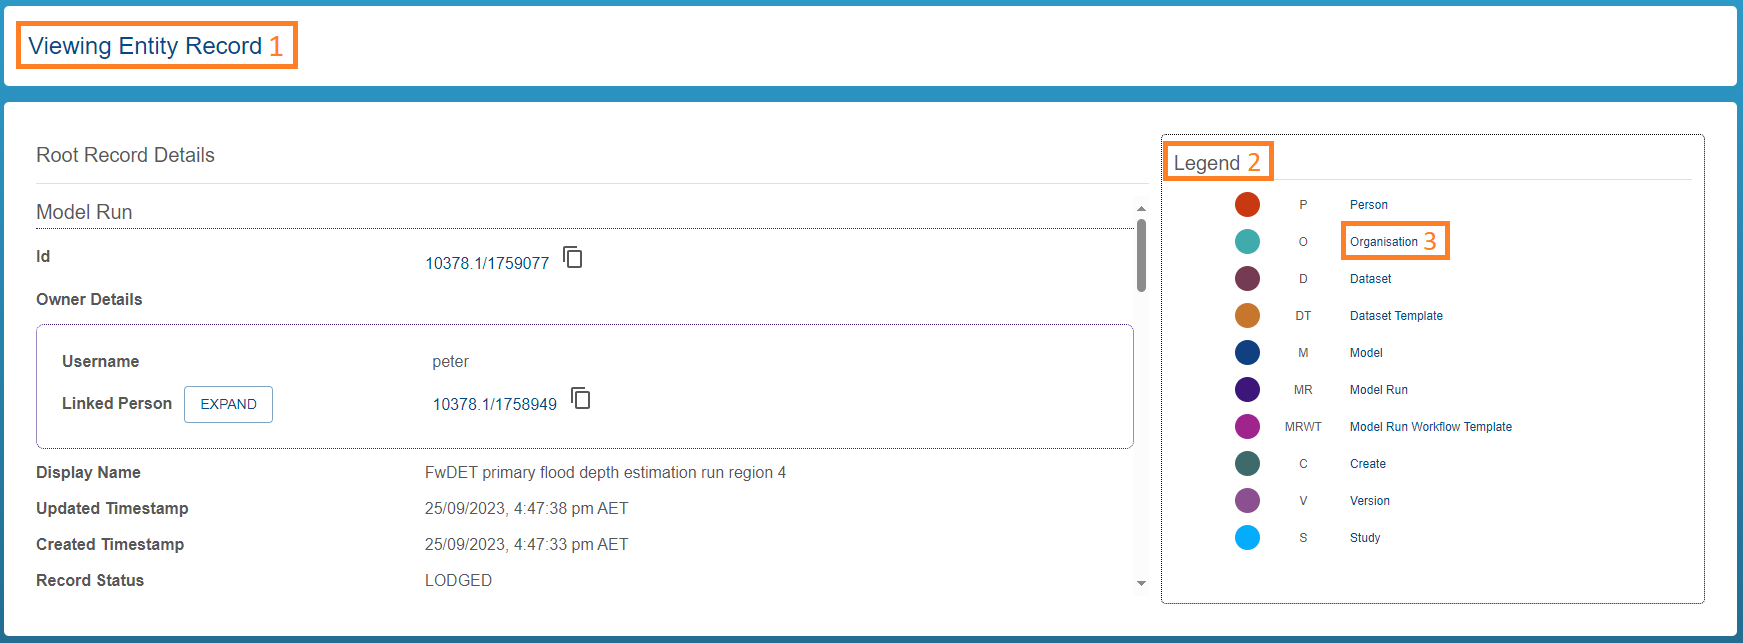 Viewing Entity Record 1
Root Record Details
Model Run
Id 10378.1/1759077
Owner Details
Username peter
Linked Person EXPAND 10378.1/1758949
Display Name FwDET primary flood depth estimation run region 4
Updated Timestamp 25/09/2023, 4:47:38 pm AET
Created Timestamp 25/09/2023, 4:47:33 pm AET
Record Status LODGED
Legend 2
P Person
O Organisation 3
D Dataset
DT Dataset Template
M Model
MR Model Run
MRWT Model Run Workflow Template
C Create
V Version
S Study